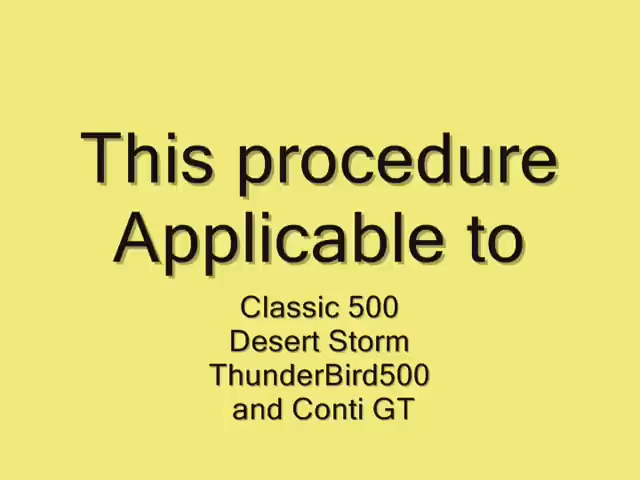 This procedure
Applicable to
Classic 500
Desert Storm
ThunderBird500
and Conti GT